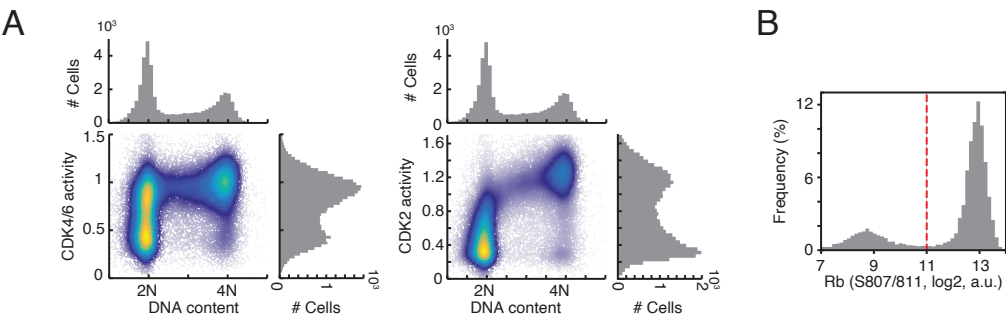 A
10³
# Cells
4
2
0
1.5
1
0.5
0
CDK4/6 activity
2N
4N
DNA content
0
1
10³
# Cells
10³
# Cells
4
2
0
1.6
1.2
0.8
0.4
0
CDK2 activity
2N
4N
DNA content
0
1
2
10³
# Cells
B
12
8
4
0
Frequency (%)
7
9
11
13
Rb (S807/811, log2, a.u.)